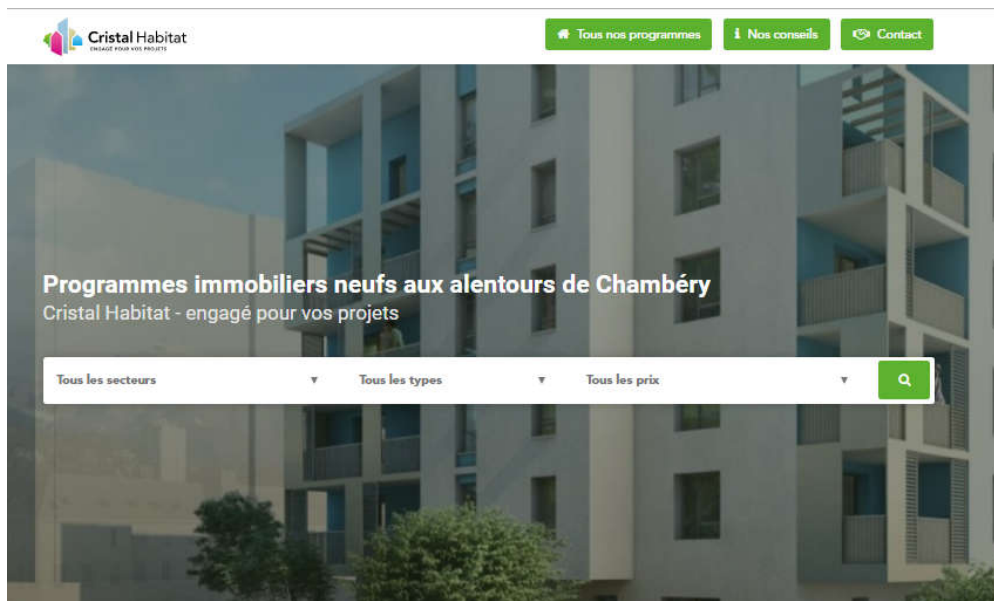 Cristal Habitat
ENGAGÉ POUR VOS PROJETS
Tous nos programmes
Nos conseils
Contact
Programmes immobiliers neufs aux alentours de Chambéry
Cristal Habitat - engagé pour vos projets
Tous les secteurs
Tous les types
Tous les prix